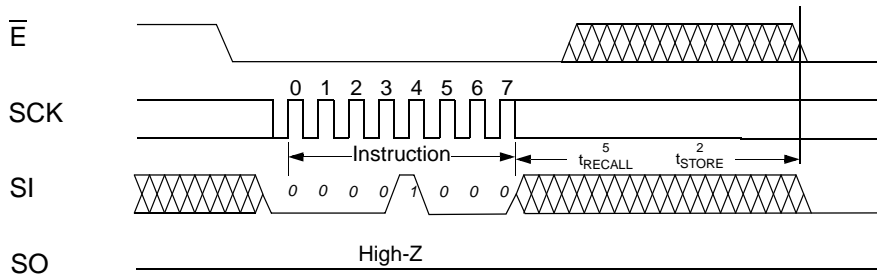 E̅
SCK
0 1 2 3 4 5 6 7
Instruction
5
tRECALL
2
tSTORE
SI
0 0 0 0 1 0 0 0
High-Z
SO